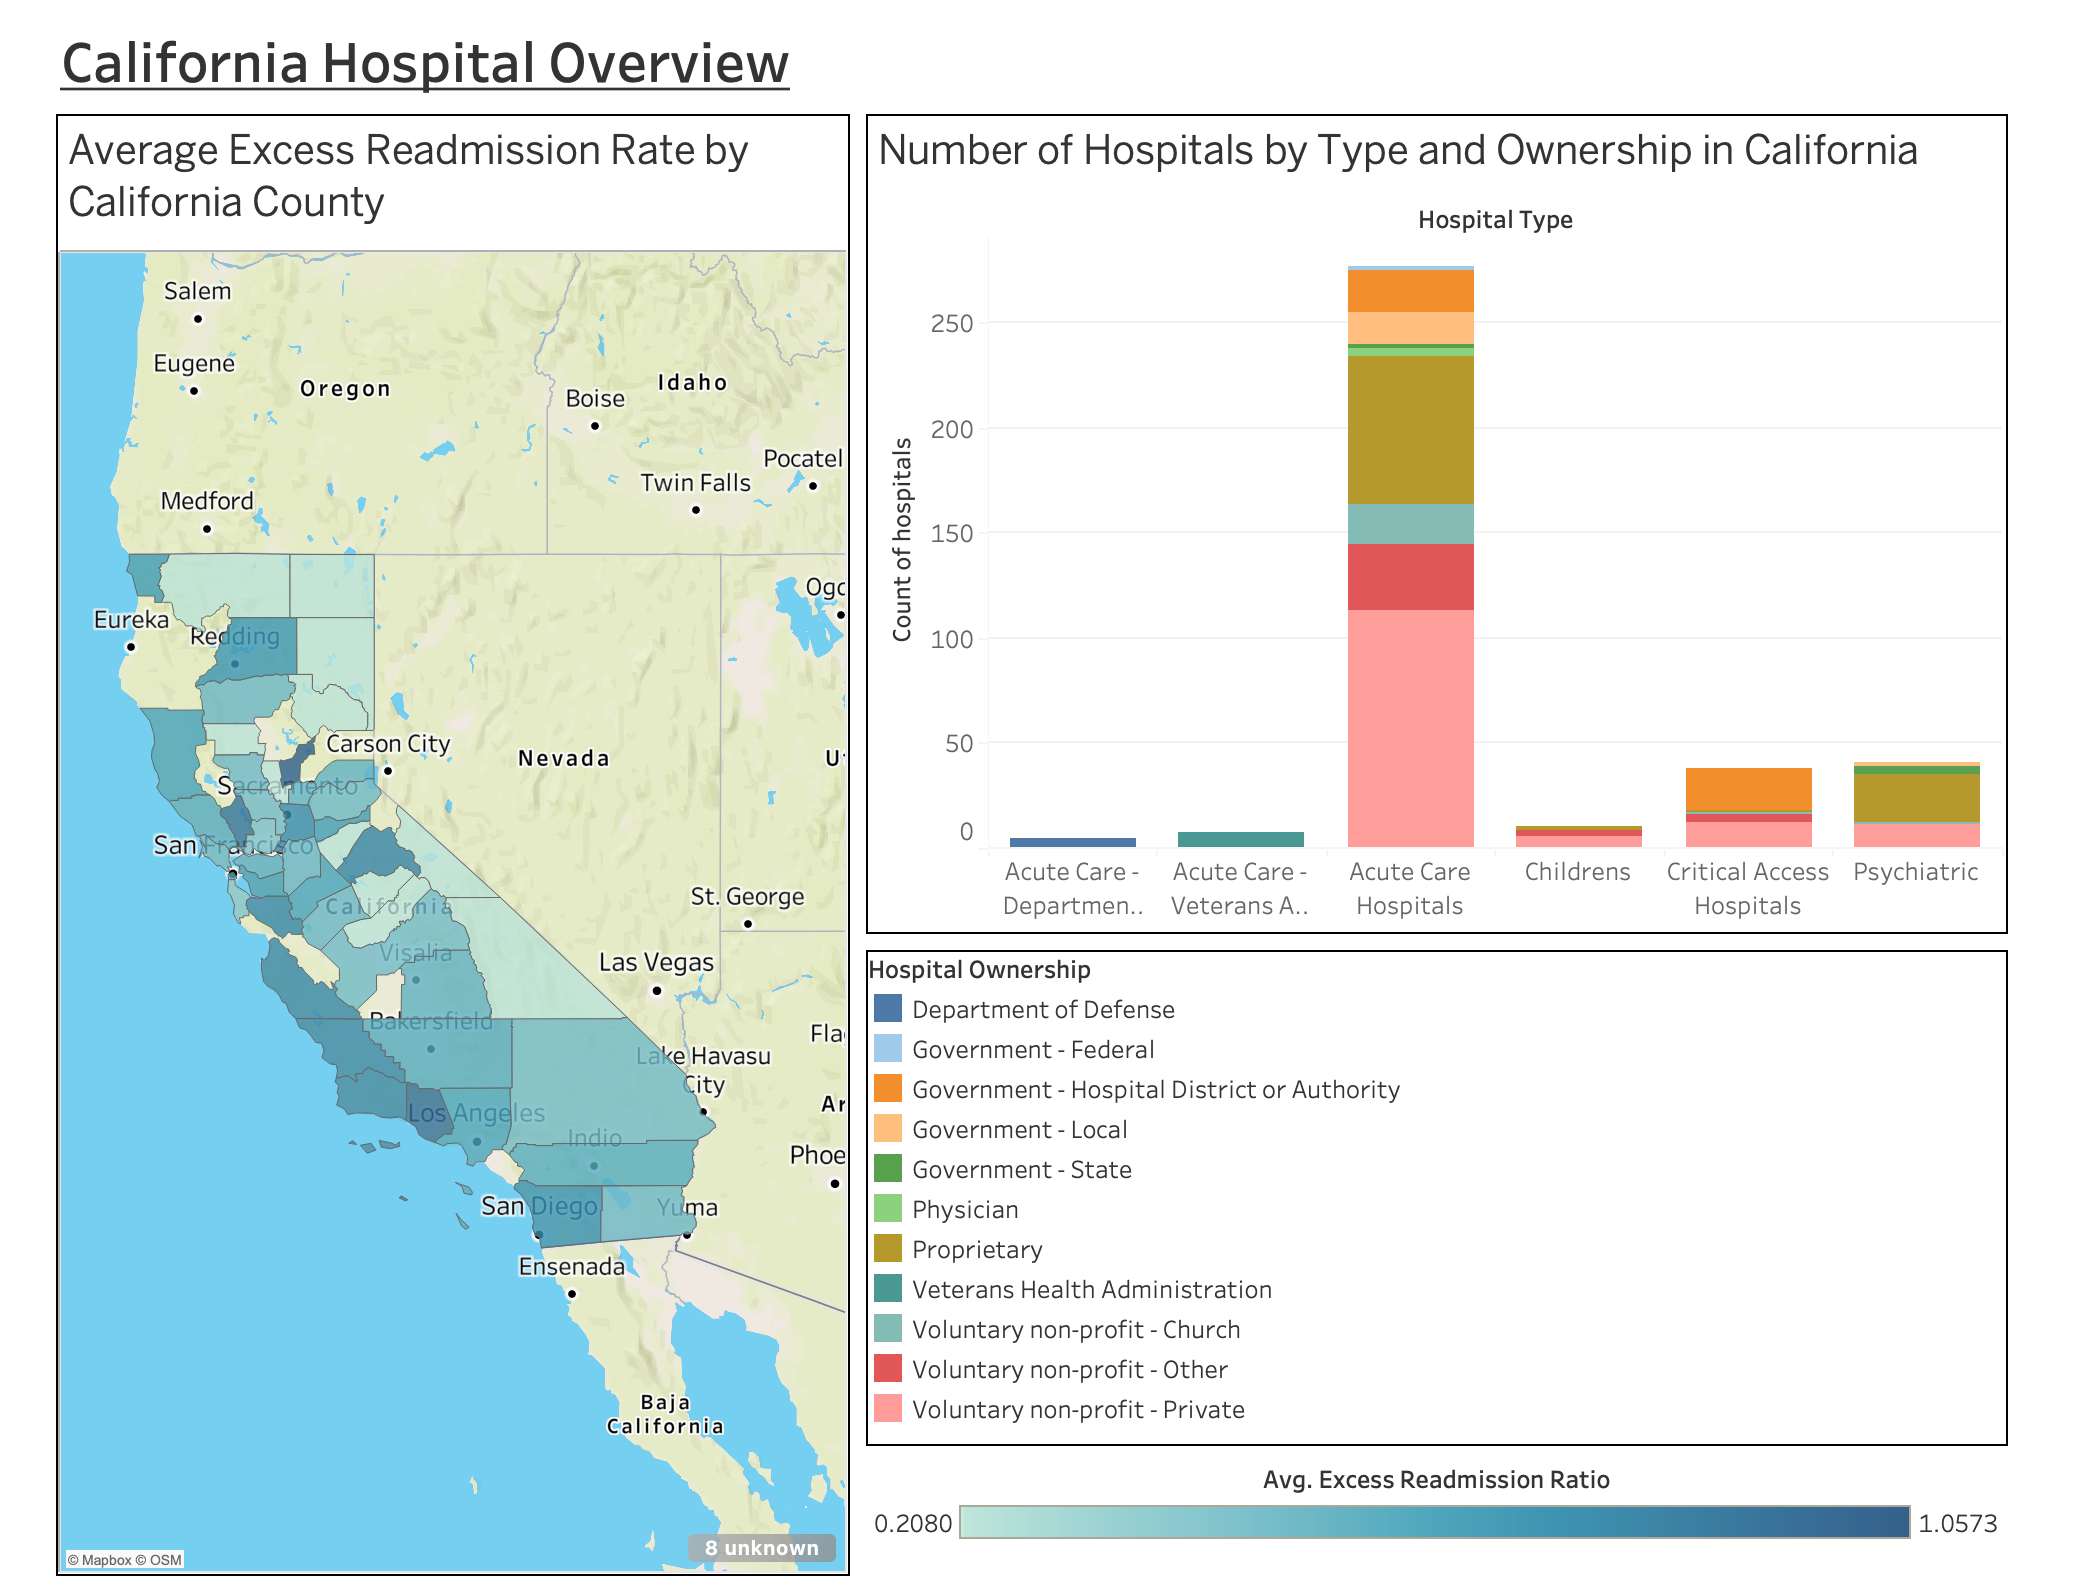 California Hospital Overview
Average Excess Readmission Rate by
California County
Salem
Eugene
Oregon
Idaho
Boise
Pocatel
Twin Falls
Medford
Ogd
Eureka
Redding
Carson City
Nevada
U
Sacramento
San Francisco
California
St. George
Visalia
Las Vegas
Bakersfield
Fla
Lake Havasu
City
Los Angeles
Ar
Indio
Phoe
San Diego
Yuma
Ensenada
Baja
California
© Mapbox © OSM
8 unknown
Number of Hospitals by Type and Ownership in California
Hospital Type
Count of hospitals
250
200
150
100
50
0
Acute Care -
Departmen..
Acute Care -
Veterans A..
Acute Care
Hospitals
Childrens
Critical Access
Hospitals
Psychiatric
Hospital Ownership
Department of Defense
Government - Federal
Government - Hospital District or Authority
Government - Local
Government - State
Physician
Proprietary
Veterans Health Administration
Voluntary non-profit - Church
Voluntary non-profit - Other
Voluntary non-profit - Private
Avg. Excess Readmission Ratio
0.2080
1.0573